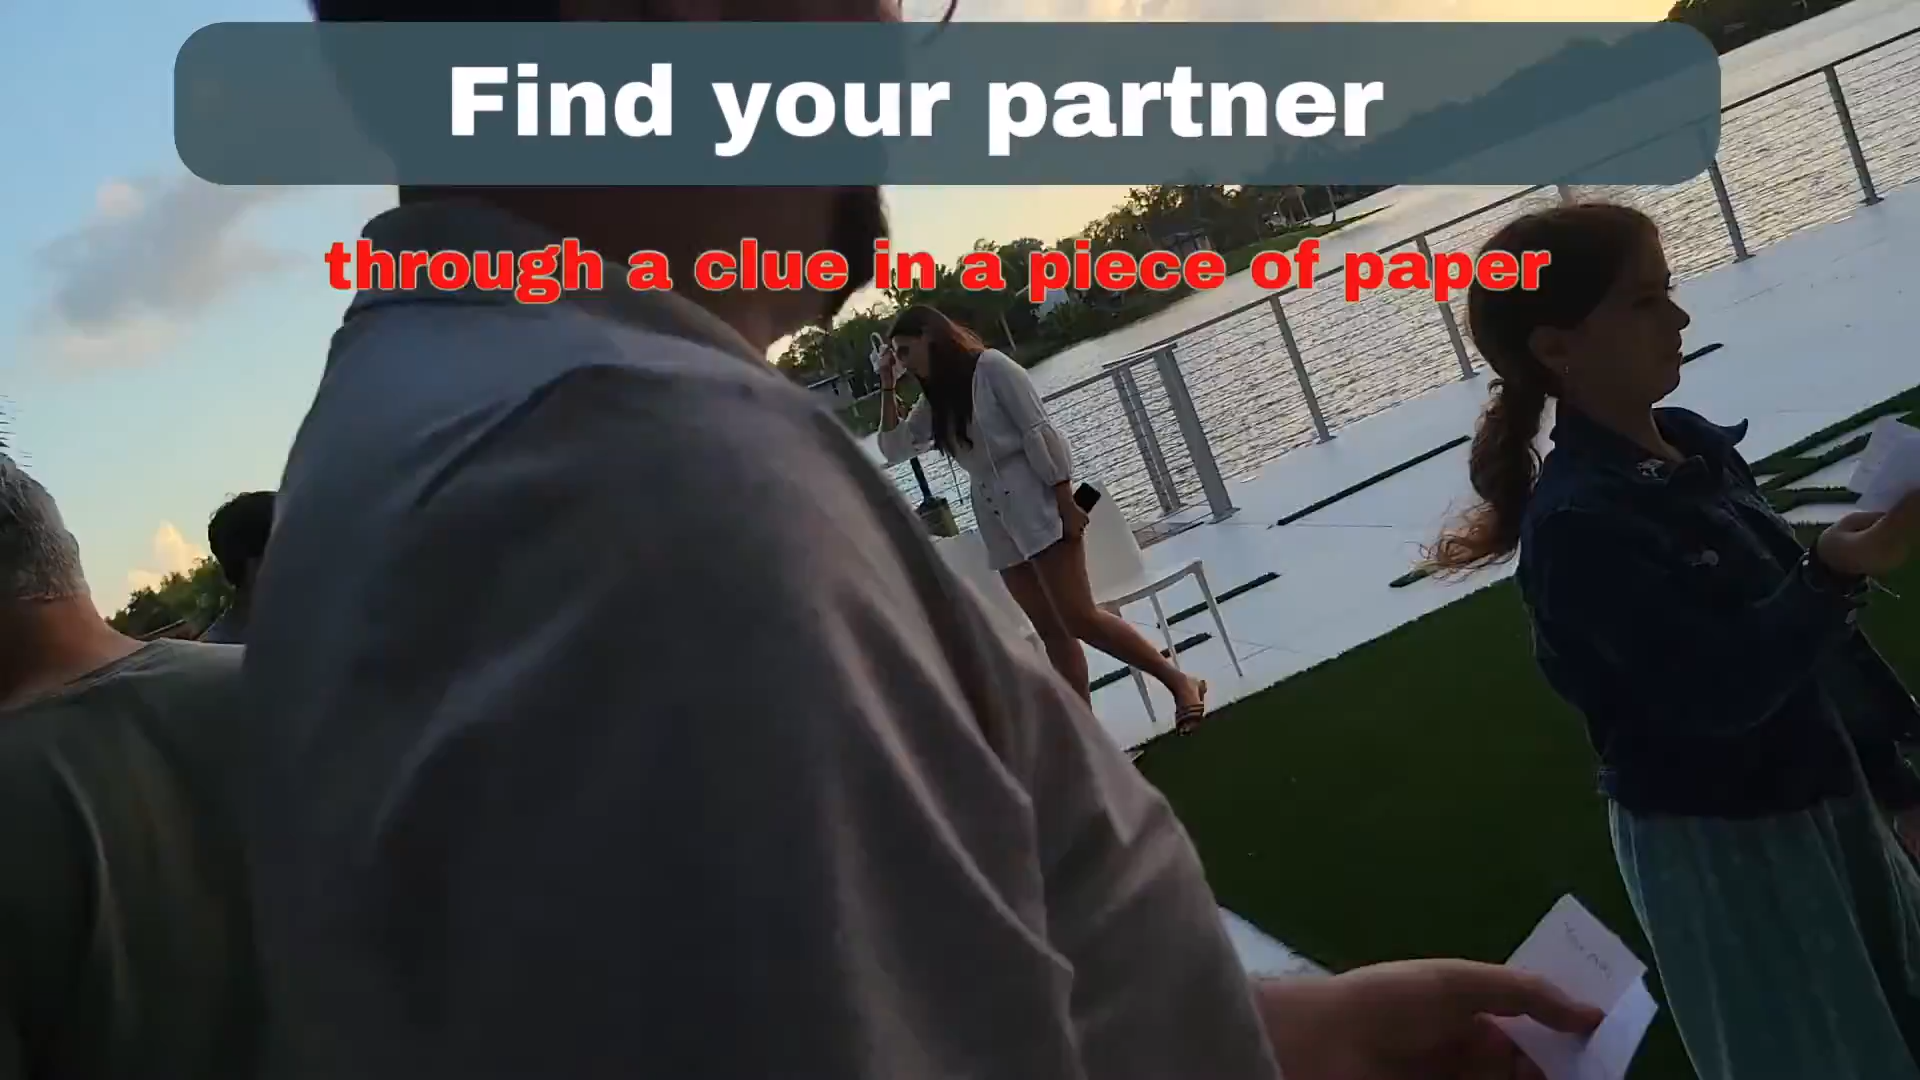 Find your partner
through a clue in a piece of paper